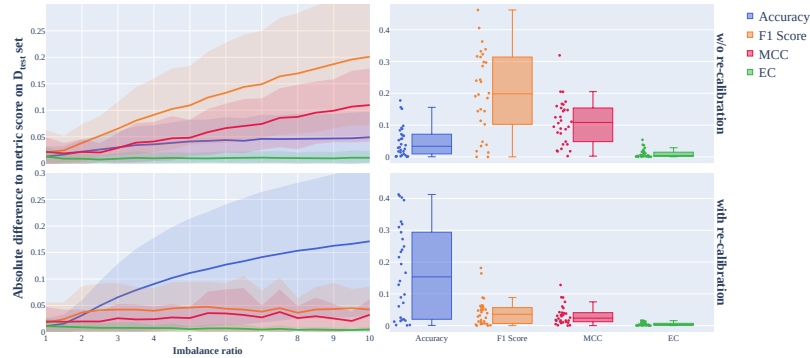 Absolute difference to metric score on Dtest set
0.25
0.2
0.15
0.1
0.05
0
0.3
0.25
0.2
0.15
0.1
0.05
0
1
2
3
4
5
6
7
8
9
10
Imbalance ratio
0.4
0.3
0.2
0.1
0
0.4
0.3
0.2
0.1
0
Accuracy
F1 Score
MCC
EC
w/o re-calibration
with re-calibration
Accuracy
F1 Score
MCC
EC